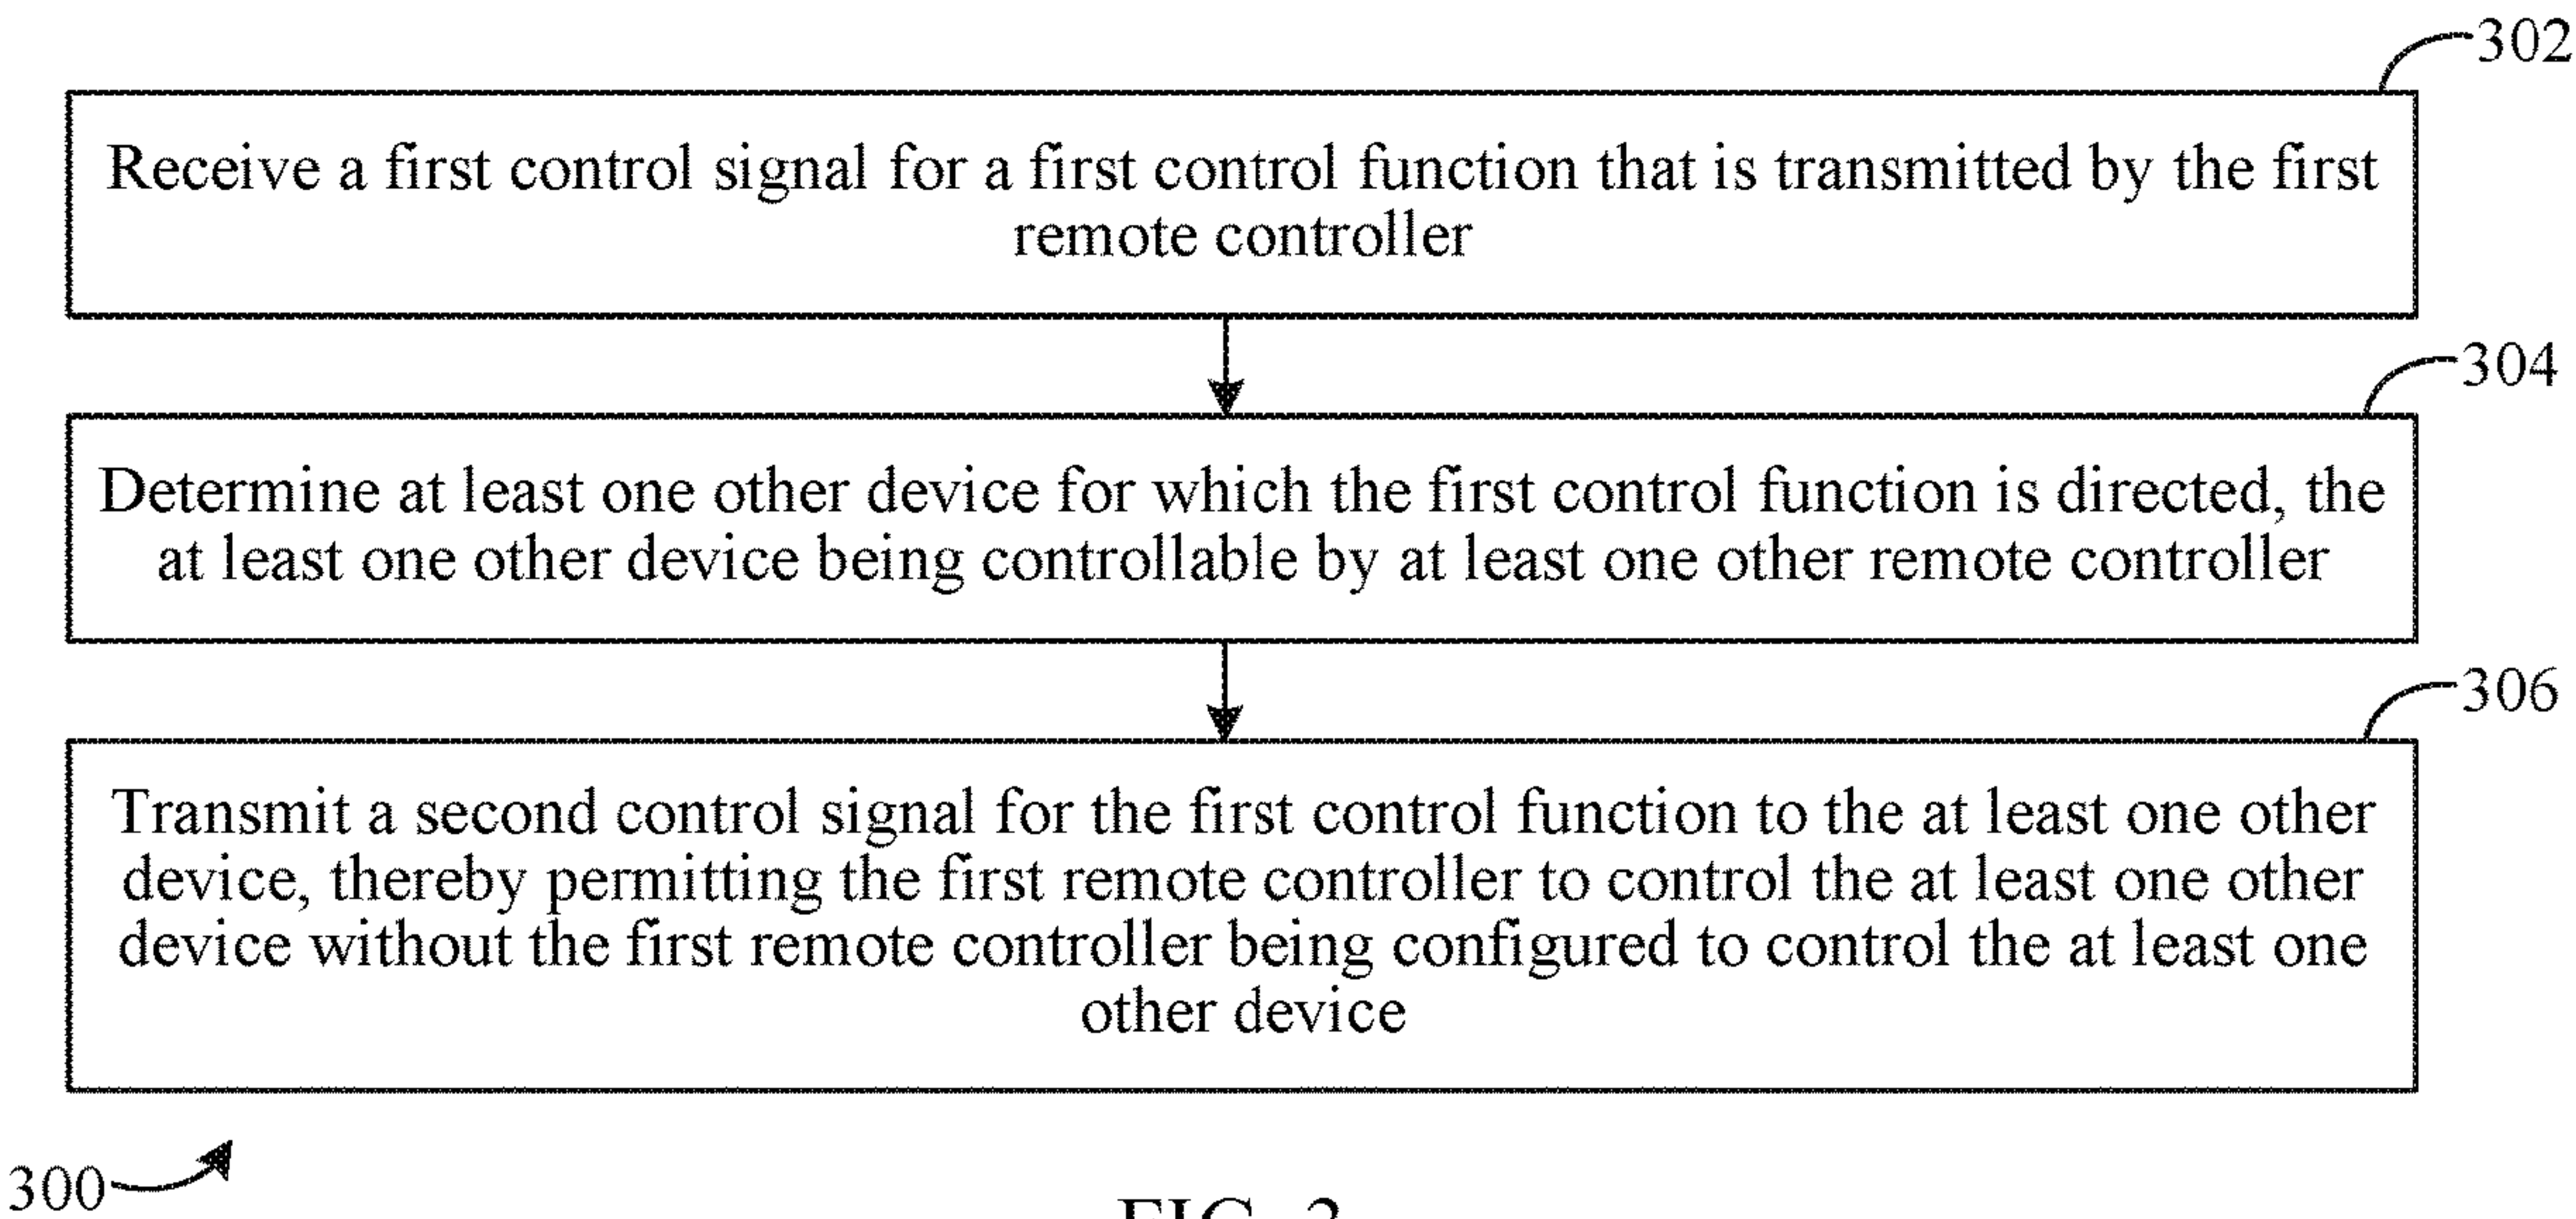 302
Receive a first control signal for a first control function that is transmitted by the first
remote controller
304
Determine at least one other device for which the first control function is directed, the
at least one other device being controllable by at least one other remote controller
306
Transmit a second control signal for the first control function to the at least one other
device, thereby permitting the first remote controller to control the at least one other
device without the first remote controller being configured to control the at least one
other device
300
FIG.